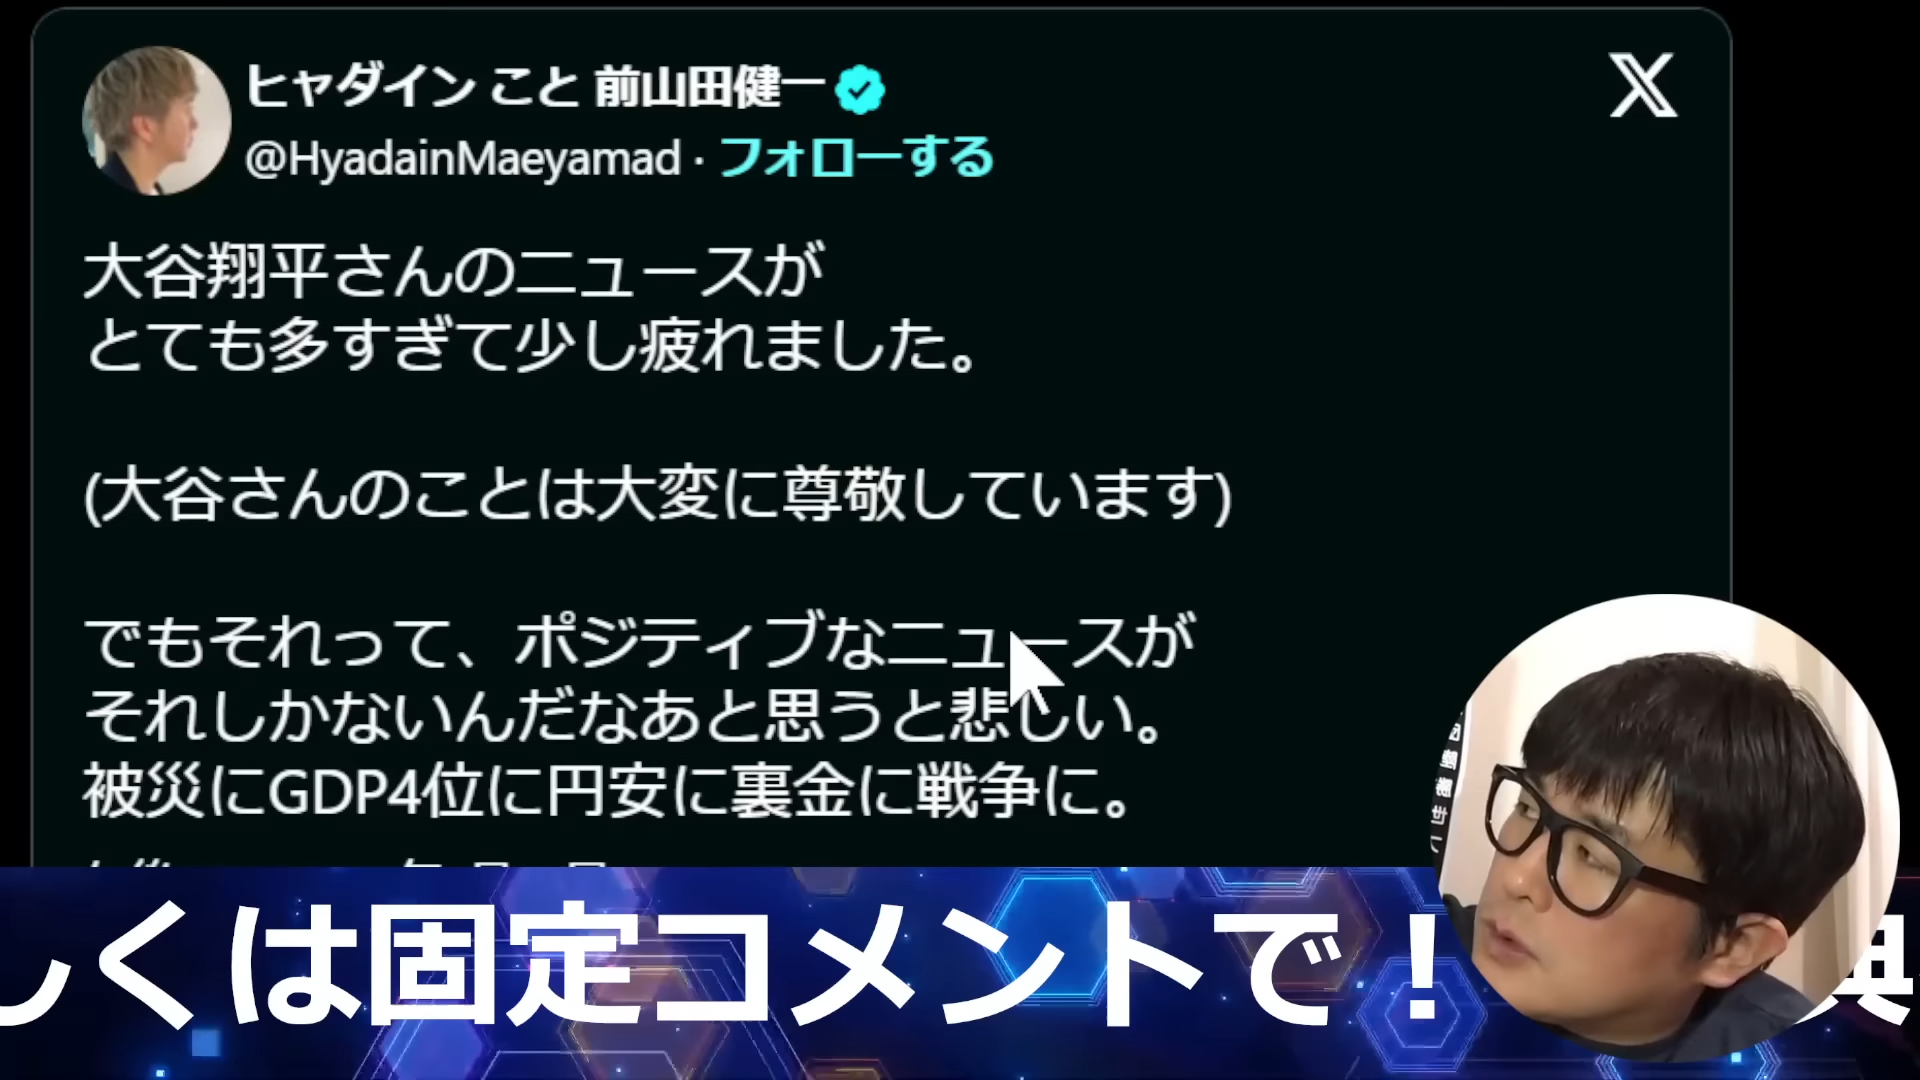 ヒャダイン こと 前山田健一
@HyadainMaeyamad · フォローする
大谷翔平さんのニュースが
とても多すぎて少し疲れました。
(大谷さんのことは大変に尊敬しています)
でもそれって、ポジティブなニュースが
それしかないんだなあと思うと悲しい。
被災にGDP4位に円安に裏金に戦争に。
しくは固定コメントで！
典